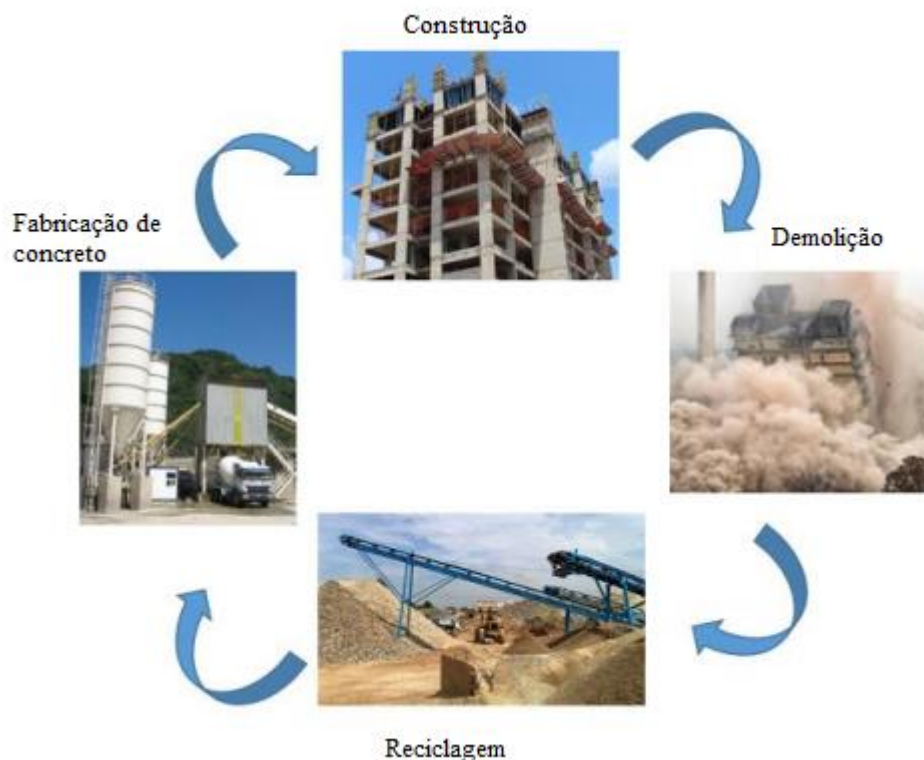 Construção
Fabricação de
concreto
Demolição
Reciclagem